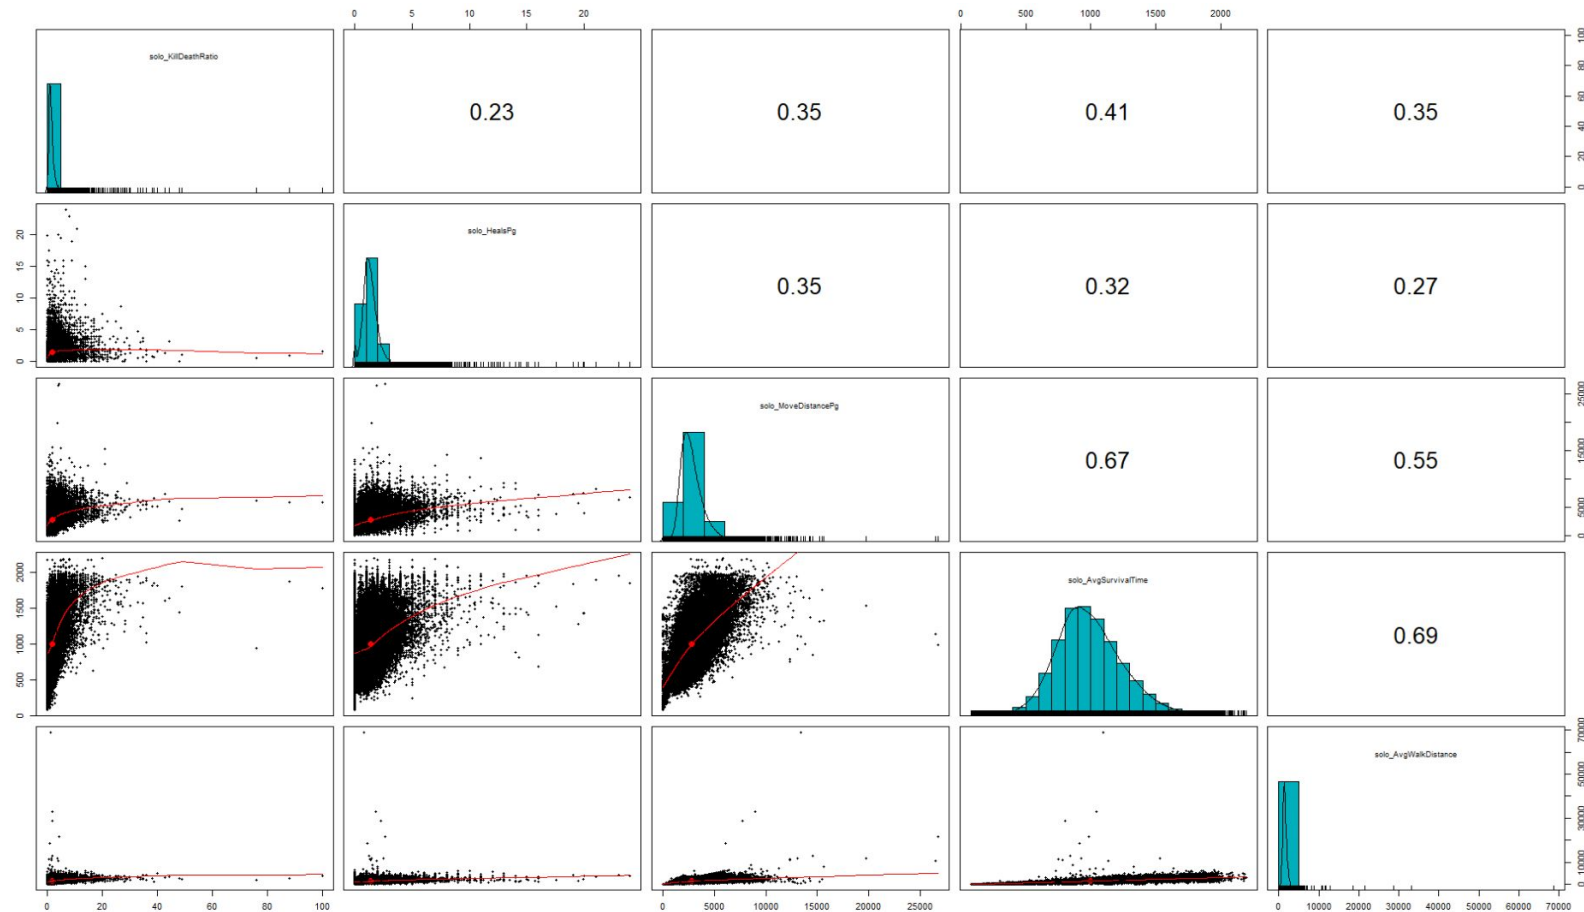 0 5 10 15 20
0 500 1000 1500 2000
solo_KillDeathRatio
0.23
0.35
0.41
0.35
0 20 40 60 80 100
0 5 10 15 20
solo_HealsPg
0.35
0.32
0.27
solo_MoveDistancePg
0.67
0.55
0 5000 15000 25000
0 500 1000 1500 2000
solo_AvgSurvivalTime
0.69
solo_AvgWalkDistance
0 10000 30000 50000 70000
0 20 40 60 80 100
0 5000 10000 15000 20000 25000
0 10000 20000 30000 40000 50000 60000 70000